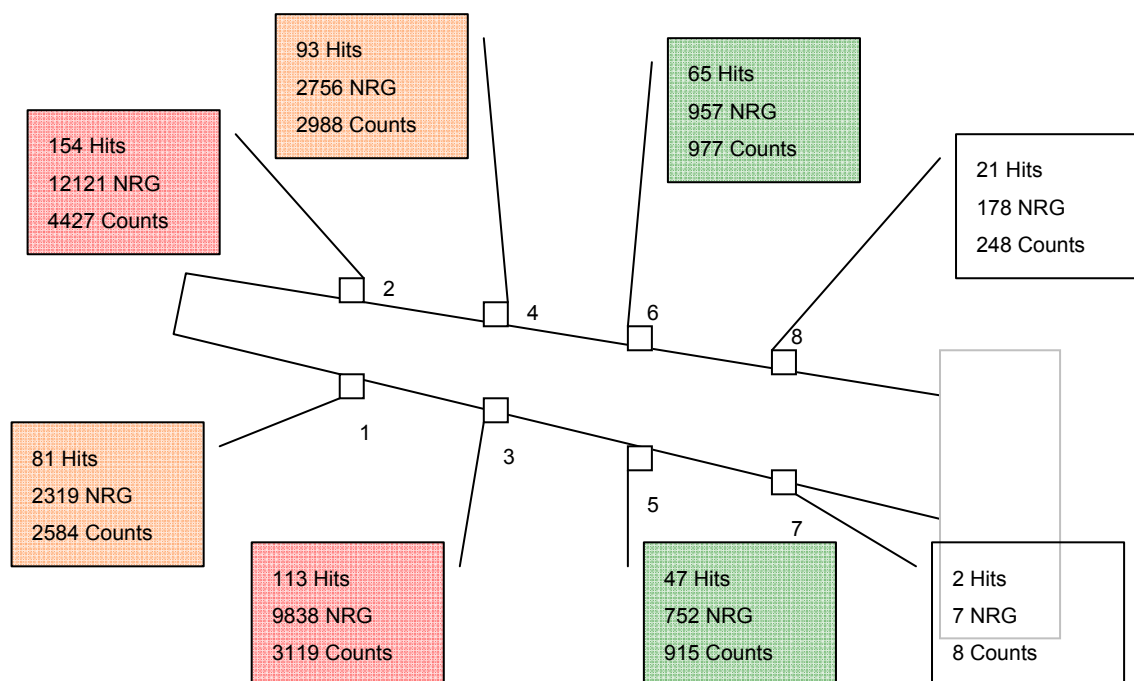 93 Hits
2756 NRG
2988 Counts
65 Hits
957 NRG
977 Counts
154 Hits
12121 NRG
4427 Counts
21 Hits
178 NRG
248 Counts
2
4
6
8
1
3
5
7
81 Hits
2319 NRG
2584 Counts
113 Hits
9838 NRG
3119 Counts
47 Hits
752 NRG
915 Counts
2 Hits
7 NRG
8 Counts